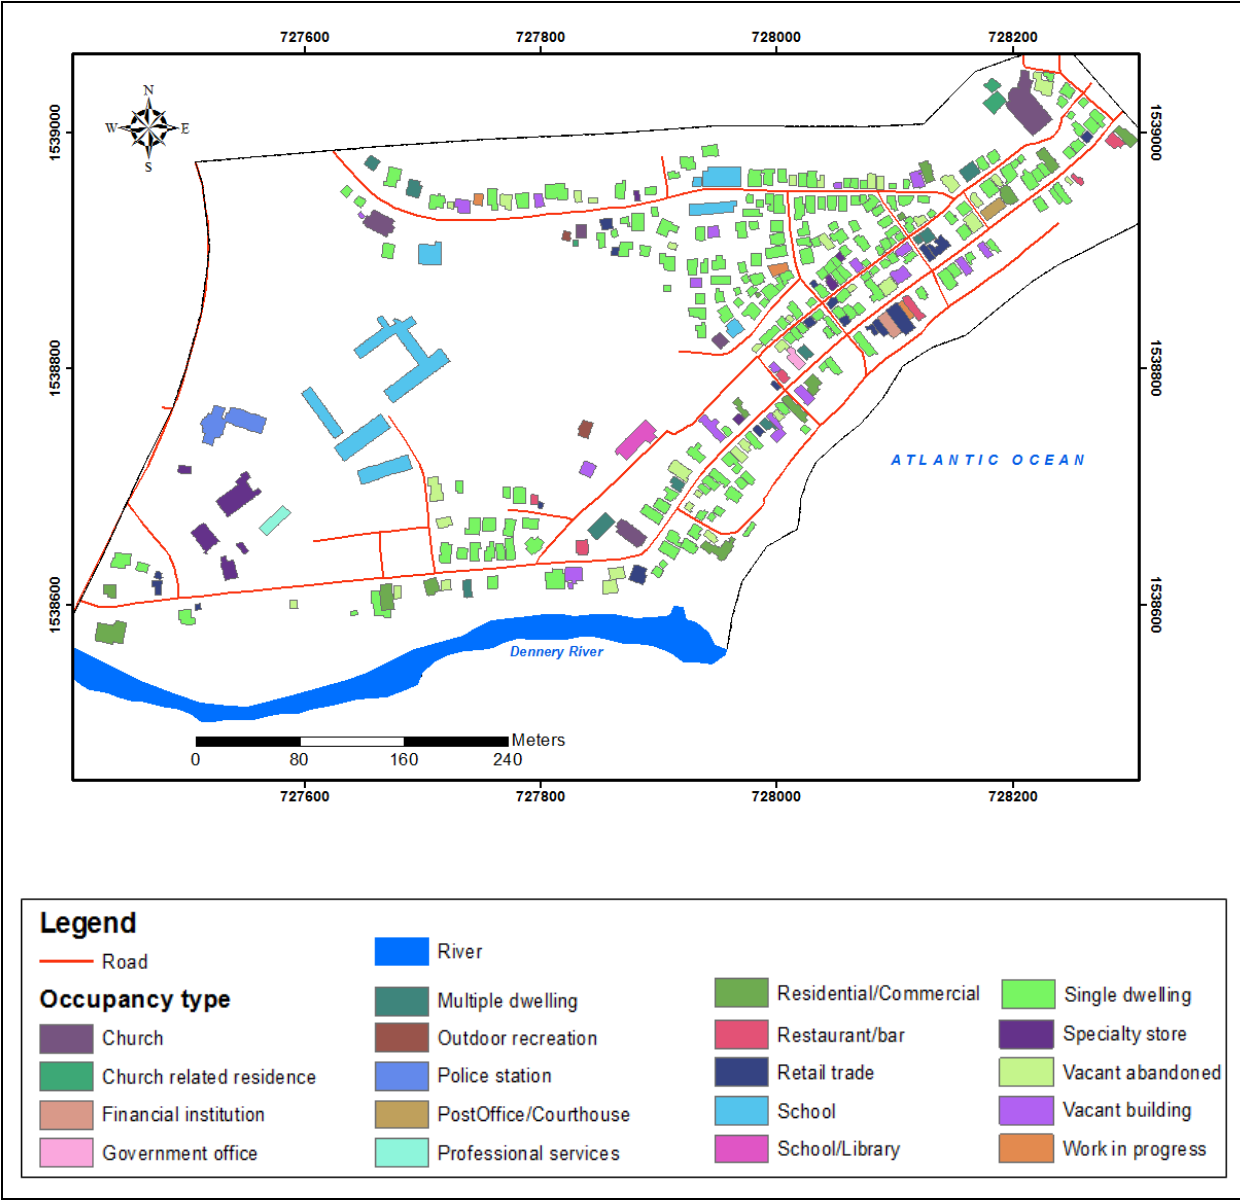 727600 727800 728000 728200
N
W E
S
1539000 1539000
1538800 1538800
ATLANTIC OCEAN
1538600 1538600
Dennery River
Meters
0 80 160 240
727600 727800 728000 728200
Legend
Road
River
Occupancy type
Church
Church related residence
Financial institution
Government office
Multiple dwelling
Outdoor recreation
Police station
PostOffice/Courthouse
Professional services
Residential/Commercial
Restaurant/bar
Retail trade
School
School/Library
Single dwelling
Specialty store
Vacant abandoned
Vacant building
Work in progress